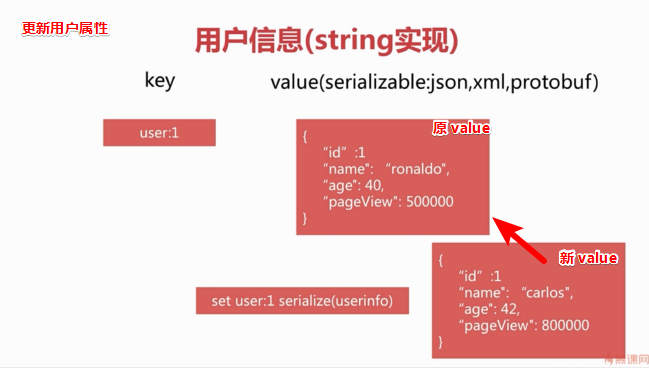 更新用户属性
用户信息(string实现)
key
value(serializable:json,xml,protobuf)
user:1
原 value
{
“id” :1
“name": “ronaldo",
“age": 40,
“pageView": 500000
}
新 value
set user:1 serialize(userinfo)
{
“id” :1
“name": “carlos",
“age": 42,
“pageView": 800000
}
慕课网